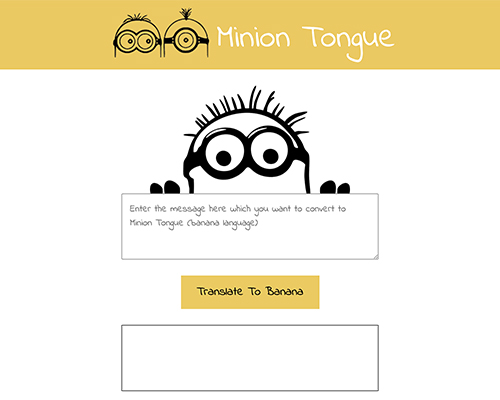 Minion Tongue
Enter the message here which you want to convert to
Minion Tongue (banana language)
Translate To Banana